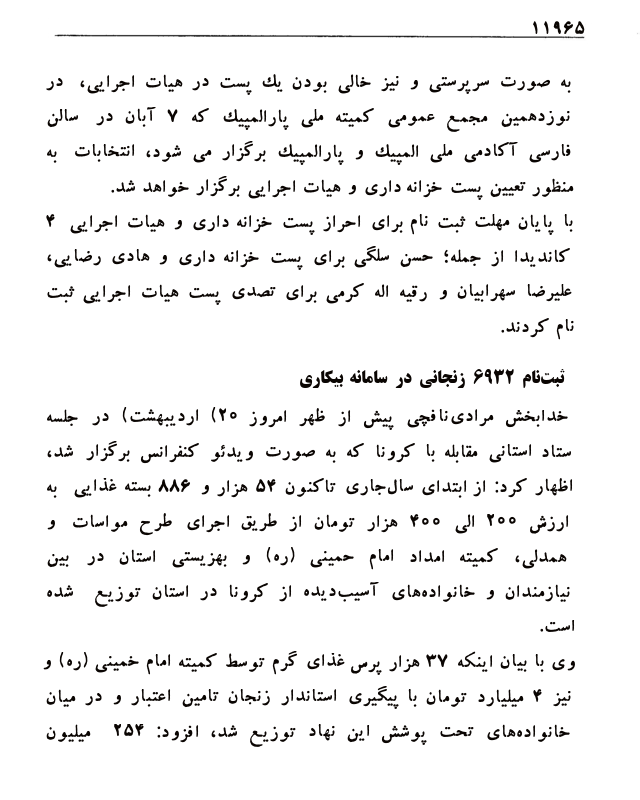 ۱۱۹۶۵
به صورت سرپرستی و نیز خالی بودن یك پست در هیات اجرایی، در
نوزدهمین مجمع عمومی کمیته ملی پارالمپیك که ۷ آبان در سالن
فارسی آکادمی ملی المپیك و پارالمپیك برگزار می شود، انتخابات به
منظور تعیین پست خزانه داری و هیات اجرایی برگزار خواهد شد.
با پایان مهلت ثبت نام برای احراز پست خزانه داری و هیات اجرایی ۴
کاندیدا از جمله؛ حسن سلگی برای پست خزانه داری و هادی رضایی،
علیرضا سهرابیان و رقیه اله کرمی برای تصدی پست هیات اجرایی ثبت
نام کردند.
ثبت‌نام ۶۹۳۲ زنجانی در سامانه بیکاری
خدابخش مرادی‌نافچی پیش از ظهر امروز ۲۰) اردیبهشت) در جلسه
ستاد استانی مقابله با کرونا که به صورت ویدئو کنفرانس برگزار شد،
اظهار کرد: از ابتدای سال‌جاری تاکنون ۵۴ هزار و ۸۸۶ بسته غذایی به
ارزش ۲۰۰ الی ۴۰۰ هزار تومان از طریق اجرای طرح مواسات و
همدلی، کمیته امداد امام خمینی (ره) و بهزیستی استان در بین
نیازمندان و خانواده‌های آسیب‌دیده از کرونا در استان توزیع شده
است.
وی با بیان اینکه ۳۷ هزار پرس غذای گرم توسط کمیته امام خمینی (ره) و
نیز ۴ میلیارد تومان با پیگیری استاندار زنجان تامین اعتبار و در میان
خانواده‌های تحت پوشش این نهاد توزیع شد، افزود: ۲۵۴ میلیون